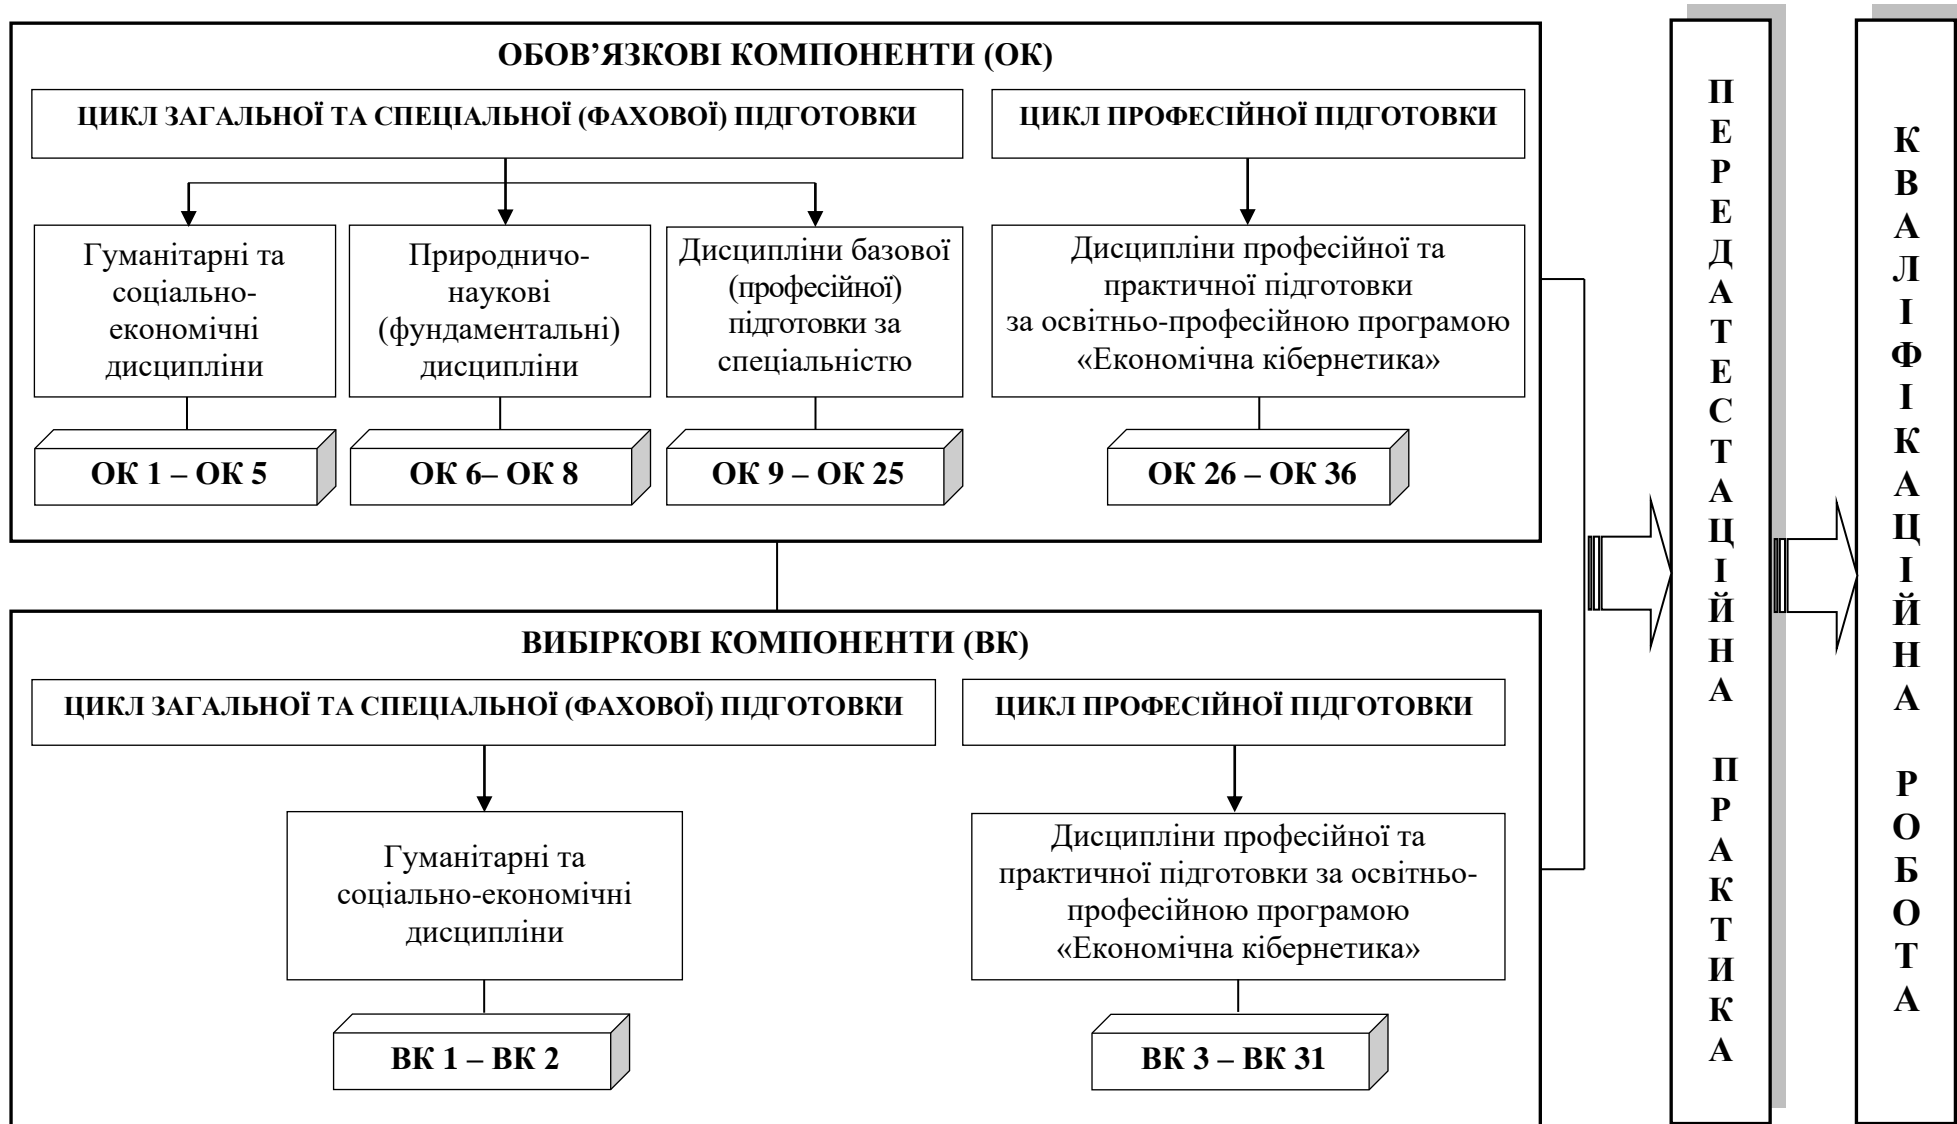 ОБОВ’ЯЗКОВІ КОМПОНЕНТИ (ОК)
ЦИКЛ ЗАГАЛЬНОЇ ТА СПЕЦІАЛЬНОЇ (ФАХОВОЇ) ПІДГОТОВКИ
ЦИКЛ ПРОФЕСІЙНОЇ ПІДГОТОВКИ
Гуманітарні та
соціально-
економічні
дисципліни
Природничо-
наукові
(фундаментальні)
дисципліни
Дисципліни базової
(професійної)
підготовки за
спеціальністю
Дисципліни професійної та
практичної підготовки
за освітньо-професійною програмою
«Економічна кібернетика»
ОК 1 – ОК 5
ОК 6– ОК 8
ОК 9 – ОК 25
ОК 26 – ОК 36
ВИБІРКОВІ КОМПОНЕНТИ (ВК)
ЦИКЛ ЗАГАЛЬНОЇ ТА СПЕЦІАЛЬНОЇ (ФАХОВОЇ) ПІДГОТОВКИ
ЦИКЛ ПРОФЕСІЙНОЇ ПІДГОТОВКИ
Гуманітарні та
соціально-економічні
дисципліни
Дисципліни професійної та
практичної підготовки за освітньо-
професійною програмою
«Економічна кібернетика»
ВК 1 – ВК 2
ВК 3 – ВК 31
ПЕРЕДАТЕСТАЦІЙНА ПРАКТИКА
КВАЛІФІКАЦІЙНА РОБОТА